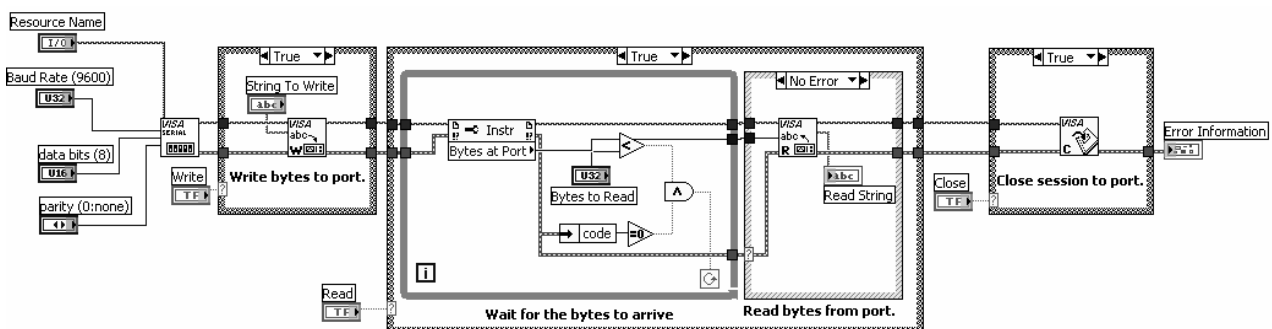 Resource Name
I/O
Baud Rate (9600)
U32
data bits (8)
U16
parity (0:none)
VISA
SERIAL
True
String To Write
abc
VISA
abc
W
Write bytes to port.
Write
TF
True
Instr
Bytes at Port
<
U32
Bytes to Read
∧
code
=0
i
Wait for the bytes to arrive
Read
TF
No Error
VISA
abc
R
abc
Read String
Read bytes from port.
True
VISA
C
Close session to port.
Close
TF
Error Information
?
?
?
?